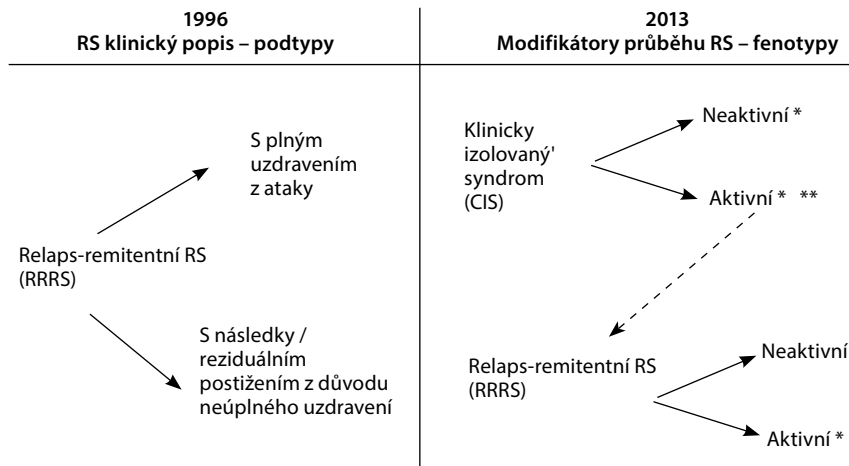 1996
RS klinický popis – podtypy
S plným
uzdravením
z ataky
Relaps-remitentní RS
(RRRS)
S následky /
reziduálním
postižením z důvodu
neúplného uzdravení
2013
Modifikátory průběhu RS – fenotypy
Klinicky
izolovaný'
syndrom
(CIS)
Neaktivní *
Aktivní * **
Relaps-remitentní RS
(RRRS)
Neaktivní
Aktivní *